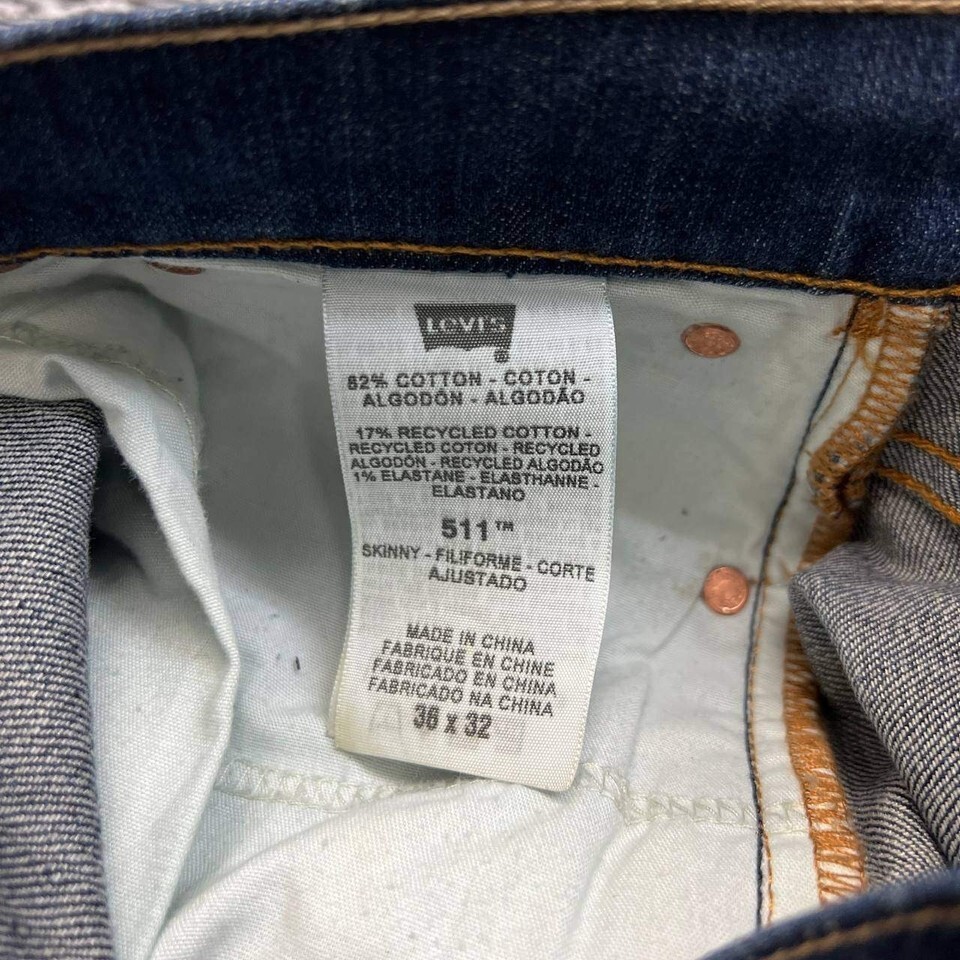 Levi's
®
82% COTTON - COTON -
ALGODÓN - ALGODÃO
17% RECYCLED COTTON -
RECYCLED COTON - RECYCLED
ALGODÓN - RECYCLED ALGODÃO
1% ELASTANE - ELASTHANNE -
ELASTANO
511™
SKINNY - FILIFORME - CORTE
AJUSTADO
MADE IN CHINA
FABRIQUE EN CHINE
FABRICADO EN CHINA
FABRICADO NA CHINA
36 x 32